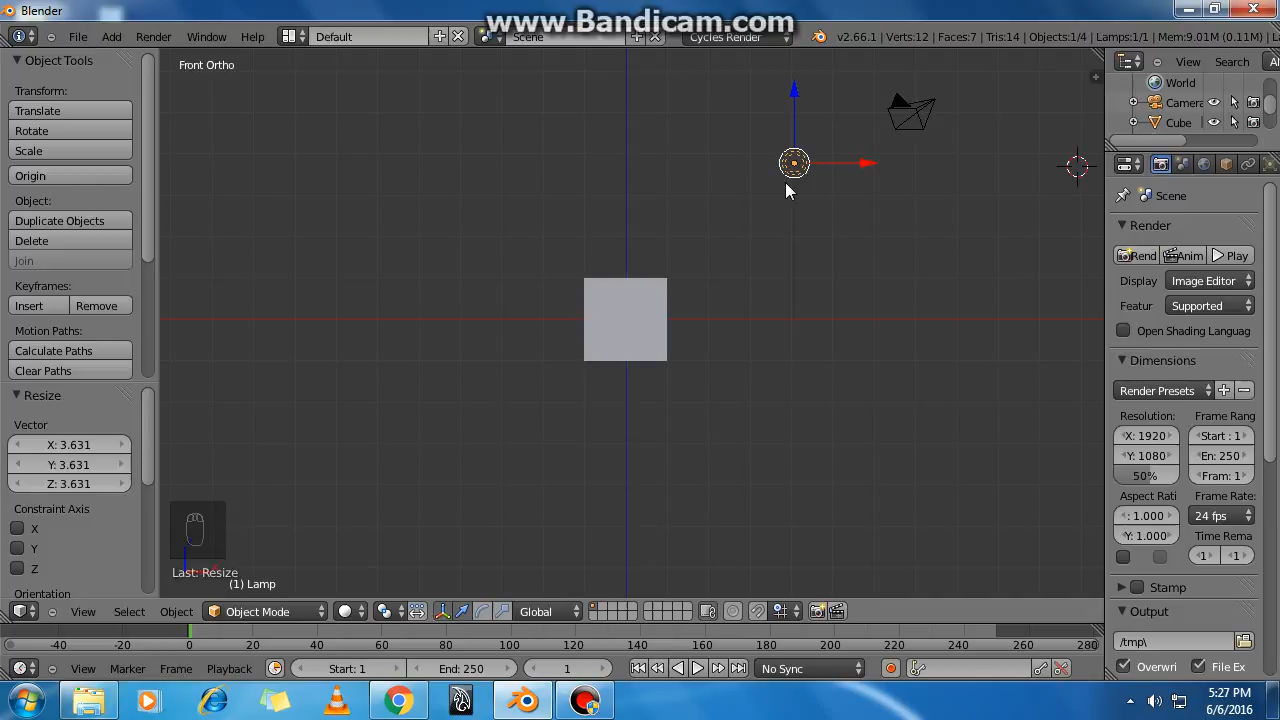 Blender
www.Bandicam.com
File Add Render Window Help Default Scene Cycles Render v2.66.1 | Verts:12 | Faces:7 | Tris:14 | Objects:1/4 | Lamps:1/1 | Mem:9.01M (0.11M) | L
Object Tools
Transform:
Translate
Rotate
Scale
Origin
Object:
Duplicate Objects
Delete
Join
Keyframes:
Insert Remove
Motion Paths:
Calculate Paths
Clear Paths
Resize
Vector
X: 3.631
Y: 3.631
Z: 3.631
Constraint Axis
X
Y
Z
Orientation
Front Ortho
Last: Resize
(1) Lamp
View Search Al
World
Camera
Cube
Scene
Render
Rend Anim Play
Display Image Editor
Featur Supported
Open Shading Languag
Dimensions
Render Presets
Resolution: Frame Rang
X: 1920 Start : 1
Y: 1080 En: 250
50% Fram: 1
Aspect Rati Frame Rate:
: 1.000 24 fps
Y: 1.000 Time Rema
1 1
Stamp
Output
/tmp\
Overwri File Ex
View Select Object Object Mode Global
-40 -20 0 20 40 60 80 100 120 140 160 180 200 220 240 260 280
View Marker Frame Playback Start: 1 End: 250 1 No Sync
5:27 PM
6/6/2016